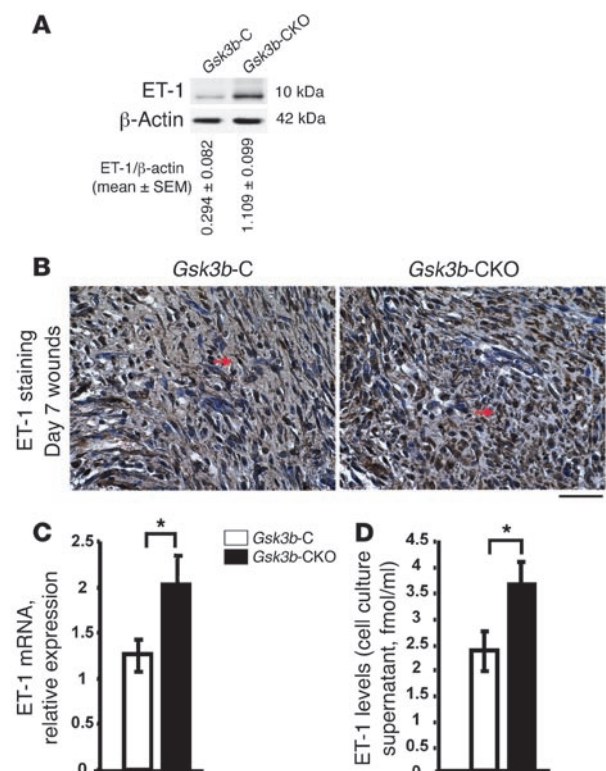 A
Gsk3b-C
Gsk3b-CKO
ET-1
10 kDa
β-Actin
42 kDa
ET-1/β-actin
(mean ± SEM)
0.294 ± 0.082
1.109 ± 0.099
B
Gsk3b-C
Gsk3b-CKO
ET-1 staining
Day 7 wounds
C
ET-1 mRNA,
relative expression
2.5
2
1.5
1
0.5
0
*
Gsk3b-C
Gsk3b-CKO
D
ET-1 levels (cell culture
supernatant, fmol/ml)
4.5
4
3.5
3
2.5
2
1.5
1
0.5
0
*